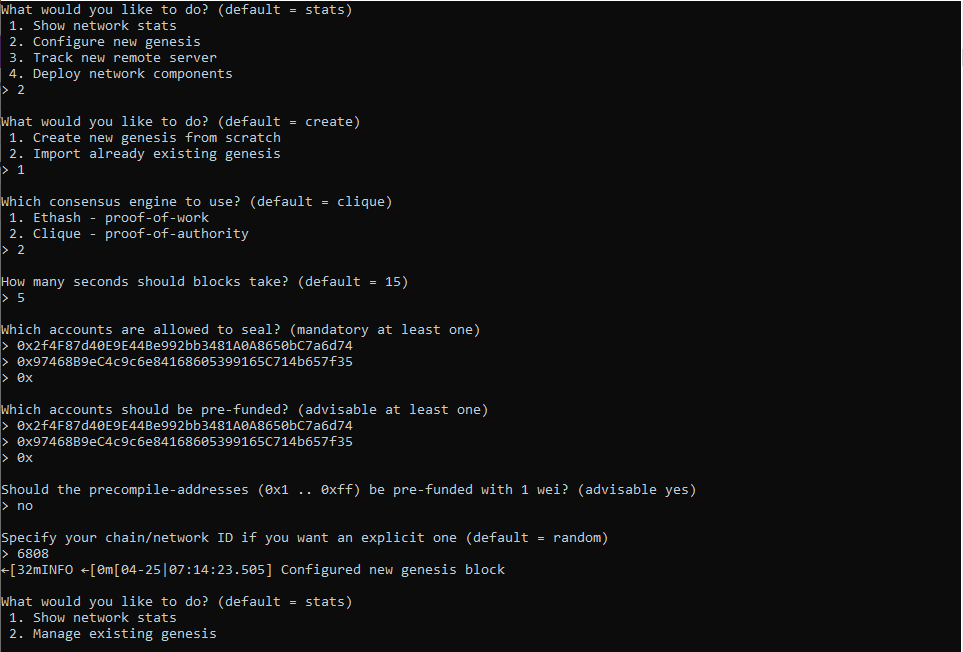 What would you like to do? (default = stats)
1. Show network stats
2. Configure new genesis
3. Track new remote server
4. Deploy network components
> 2
What would you like to do? (default = create)
1. Create new genesis from scratch
2. Import already existing genesis
> 1
Which consensus engine to use? (default = clique)
1. Ethash - proof-of-work
2. Clique - proof-of-authority
> 2
How many seconds should blocks take? (default = 15)
> 5
Which accounts are allowed to seal? (mandatory at least one)
> 0x2f4F87d40E9E44Be992bb3481A0A8650bC7a6d74
> 0x97468B9eC4c9c6e84168605399165C714b657f35
> 0x
Which accounts should be pre-funded? (advisable at least one)
> 0x2f4F87d40E9E44Be992bb3481A0A8650bC7a6d74
> 0x97468B9eC4c9c6e84168605399165C714b657f35
> 0x
Should the precompile-addresses (0x1 .. 0xff) be pre-funded with 1 wei? (advisable yes)
> no
Specify your chain/network ID if you want an explicit one (default = random)
> 6808
←[32mINFO ←[0m[04-25|07:14:23.505] Configured new genesis block
What would you like to do? (default = stats)
1. Show network stats
2. Manage existing genesis